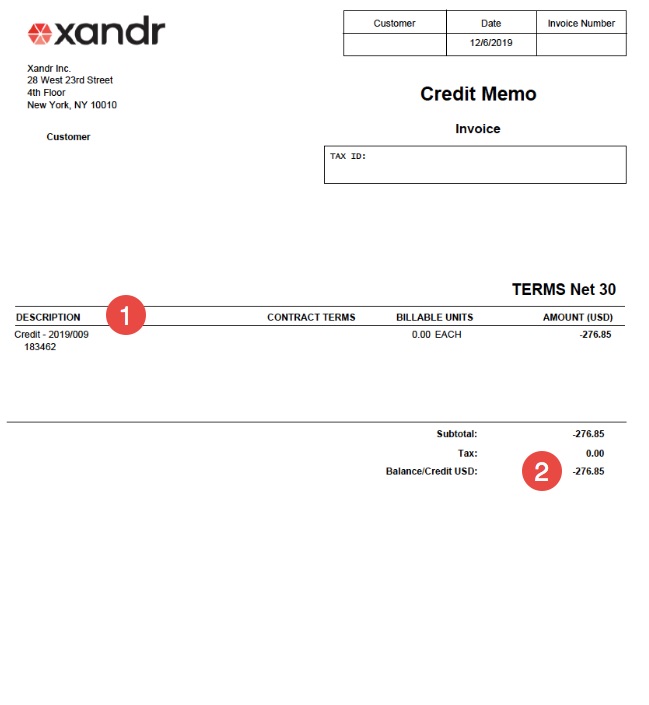 xandr
Customer Date Invoice Number
12/6/2019
Xandr Inc.
28 West 23rd Street
4th Floor
New York, NY 10010
Credit Memo
Customer
Invoice
TAX ID:
TERMS Net 30
DESCRIPTION 1 CONTRACT TERMS BILLABLE UNITS AMOUNT (USD)
Credit - 2019/009 0.00 EACH -276.85
183462
Subtotal: -276.85
Tax: 0.00
Balance/Credit USD: 2 -276.85